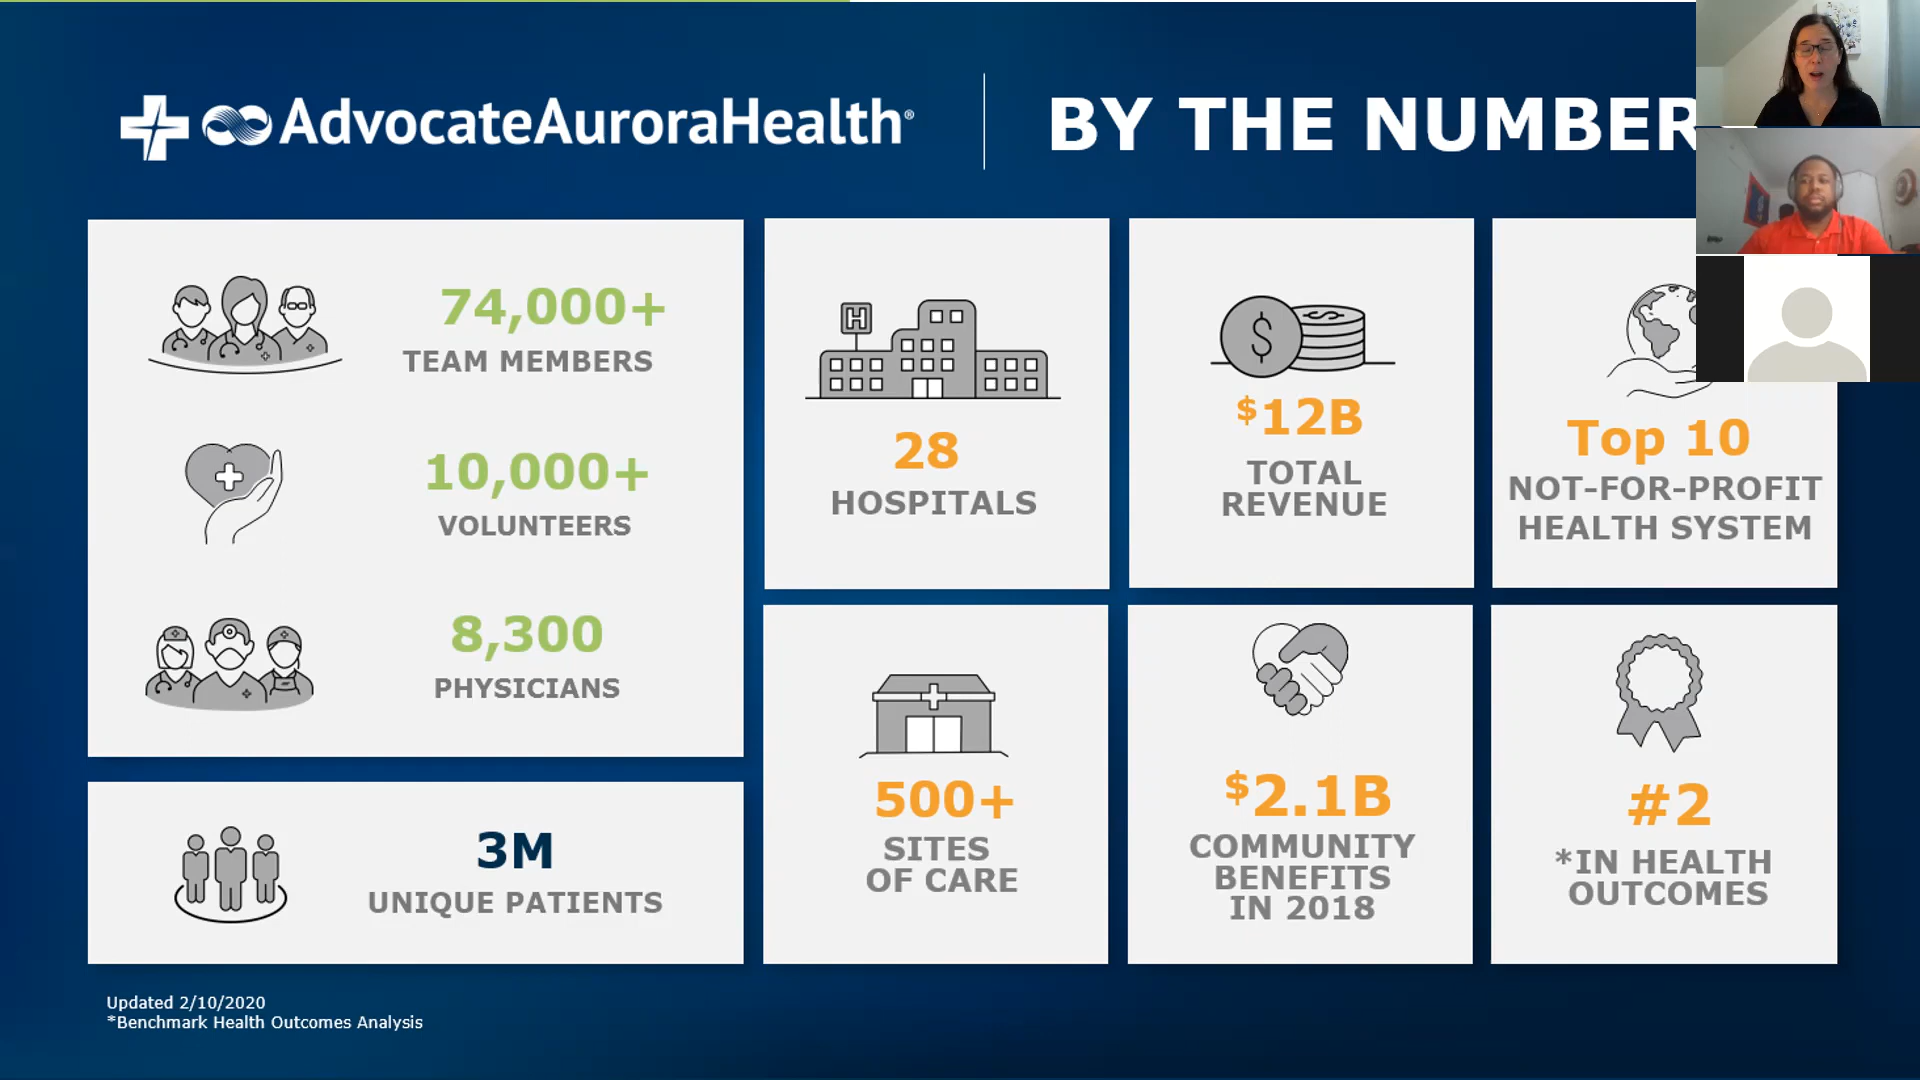 AdvocateAuroraHealth®
BY THE NUMBER
74,000+
TEAM MEMBERS
10,000+
VOLUNTEERS
8,300
PHYSICIANS
3M
UNIQUE PATIENTS
H
28
HOSPITALS
$
$12B
TOTAL
REVENUE
Top 10
NOT-FOR-PROFIT
HEALTH SYSTEM
500+
SITES
OF CARE
$2.1B
COMMUNITY
BENEFITS
IN 2018
#2
*IN HEALTH
OUTCOMES
Updated 2/10/2020
*Benchmark Health Outcomes Analysis